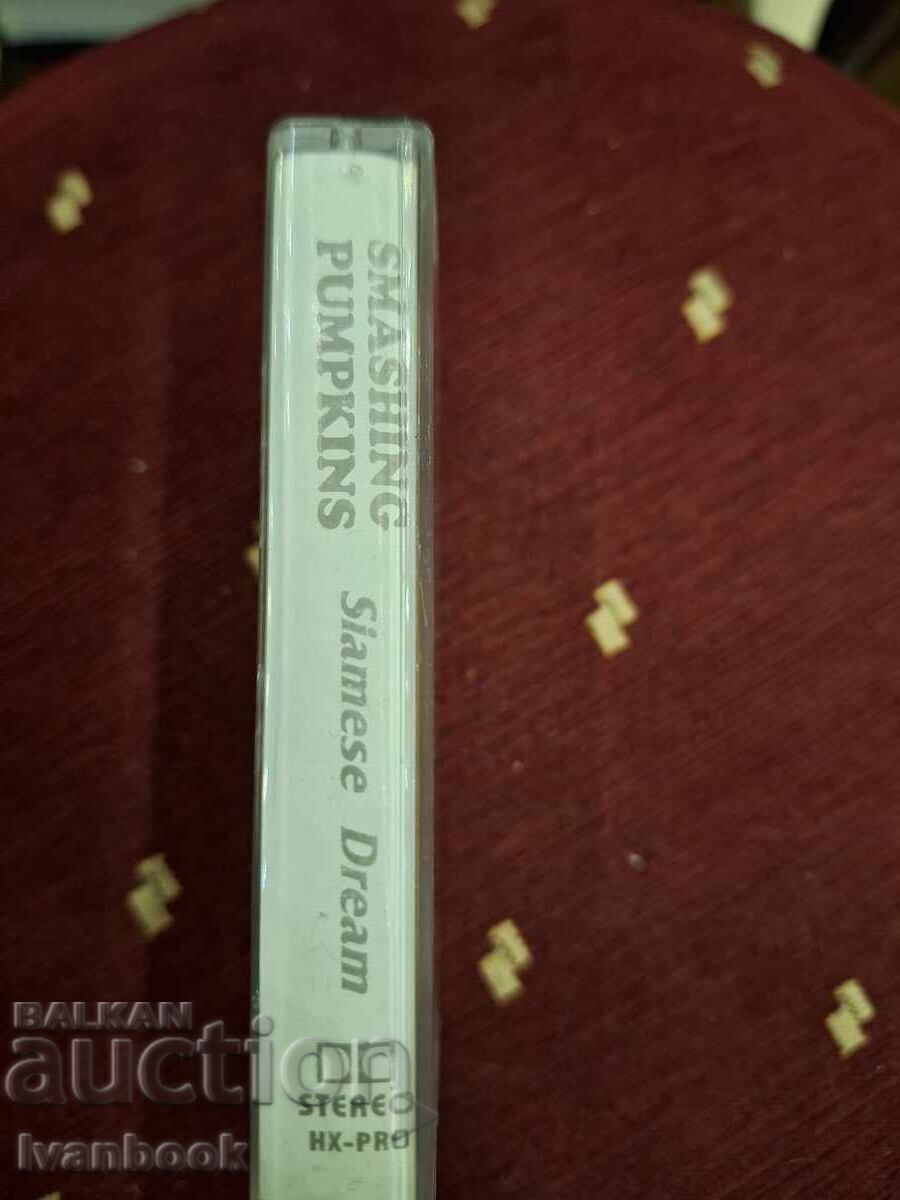 SMASHING
PUMPKINS
Siamese Dream
STEREO
HX-PRO
BALKAN
auction
Ivanbook